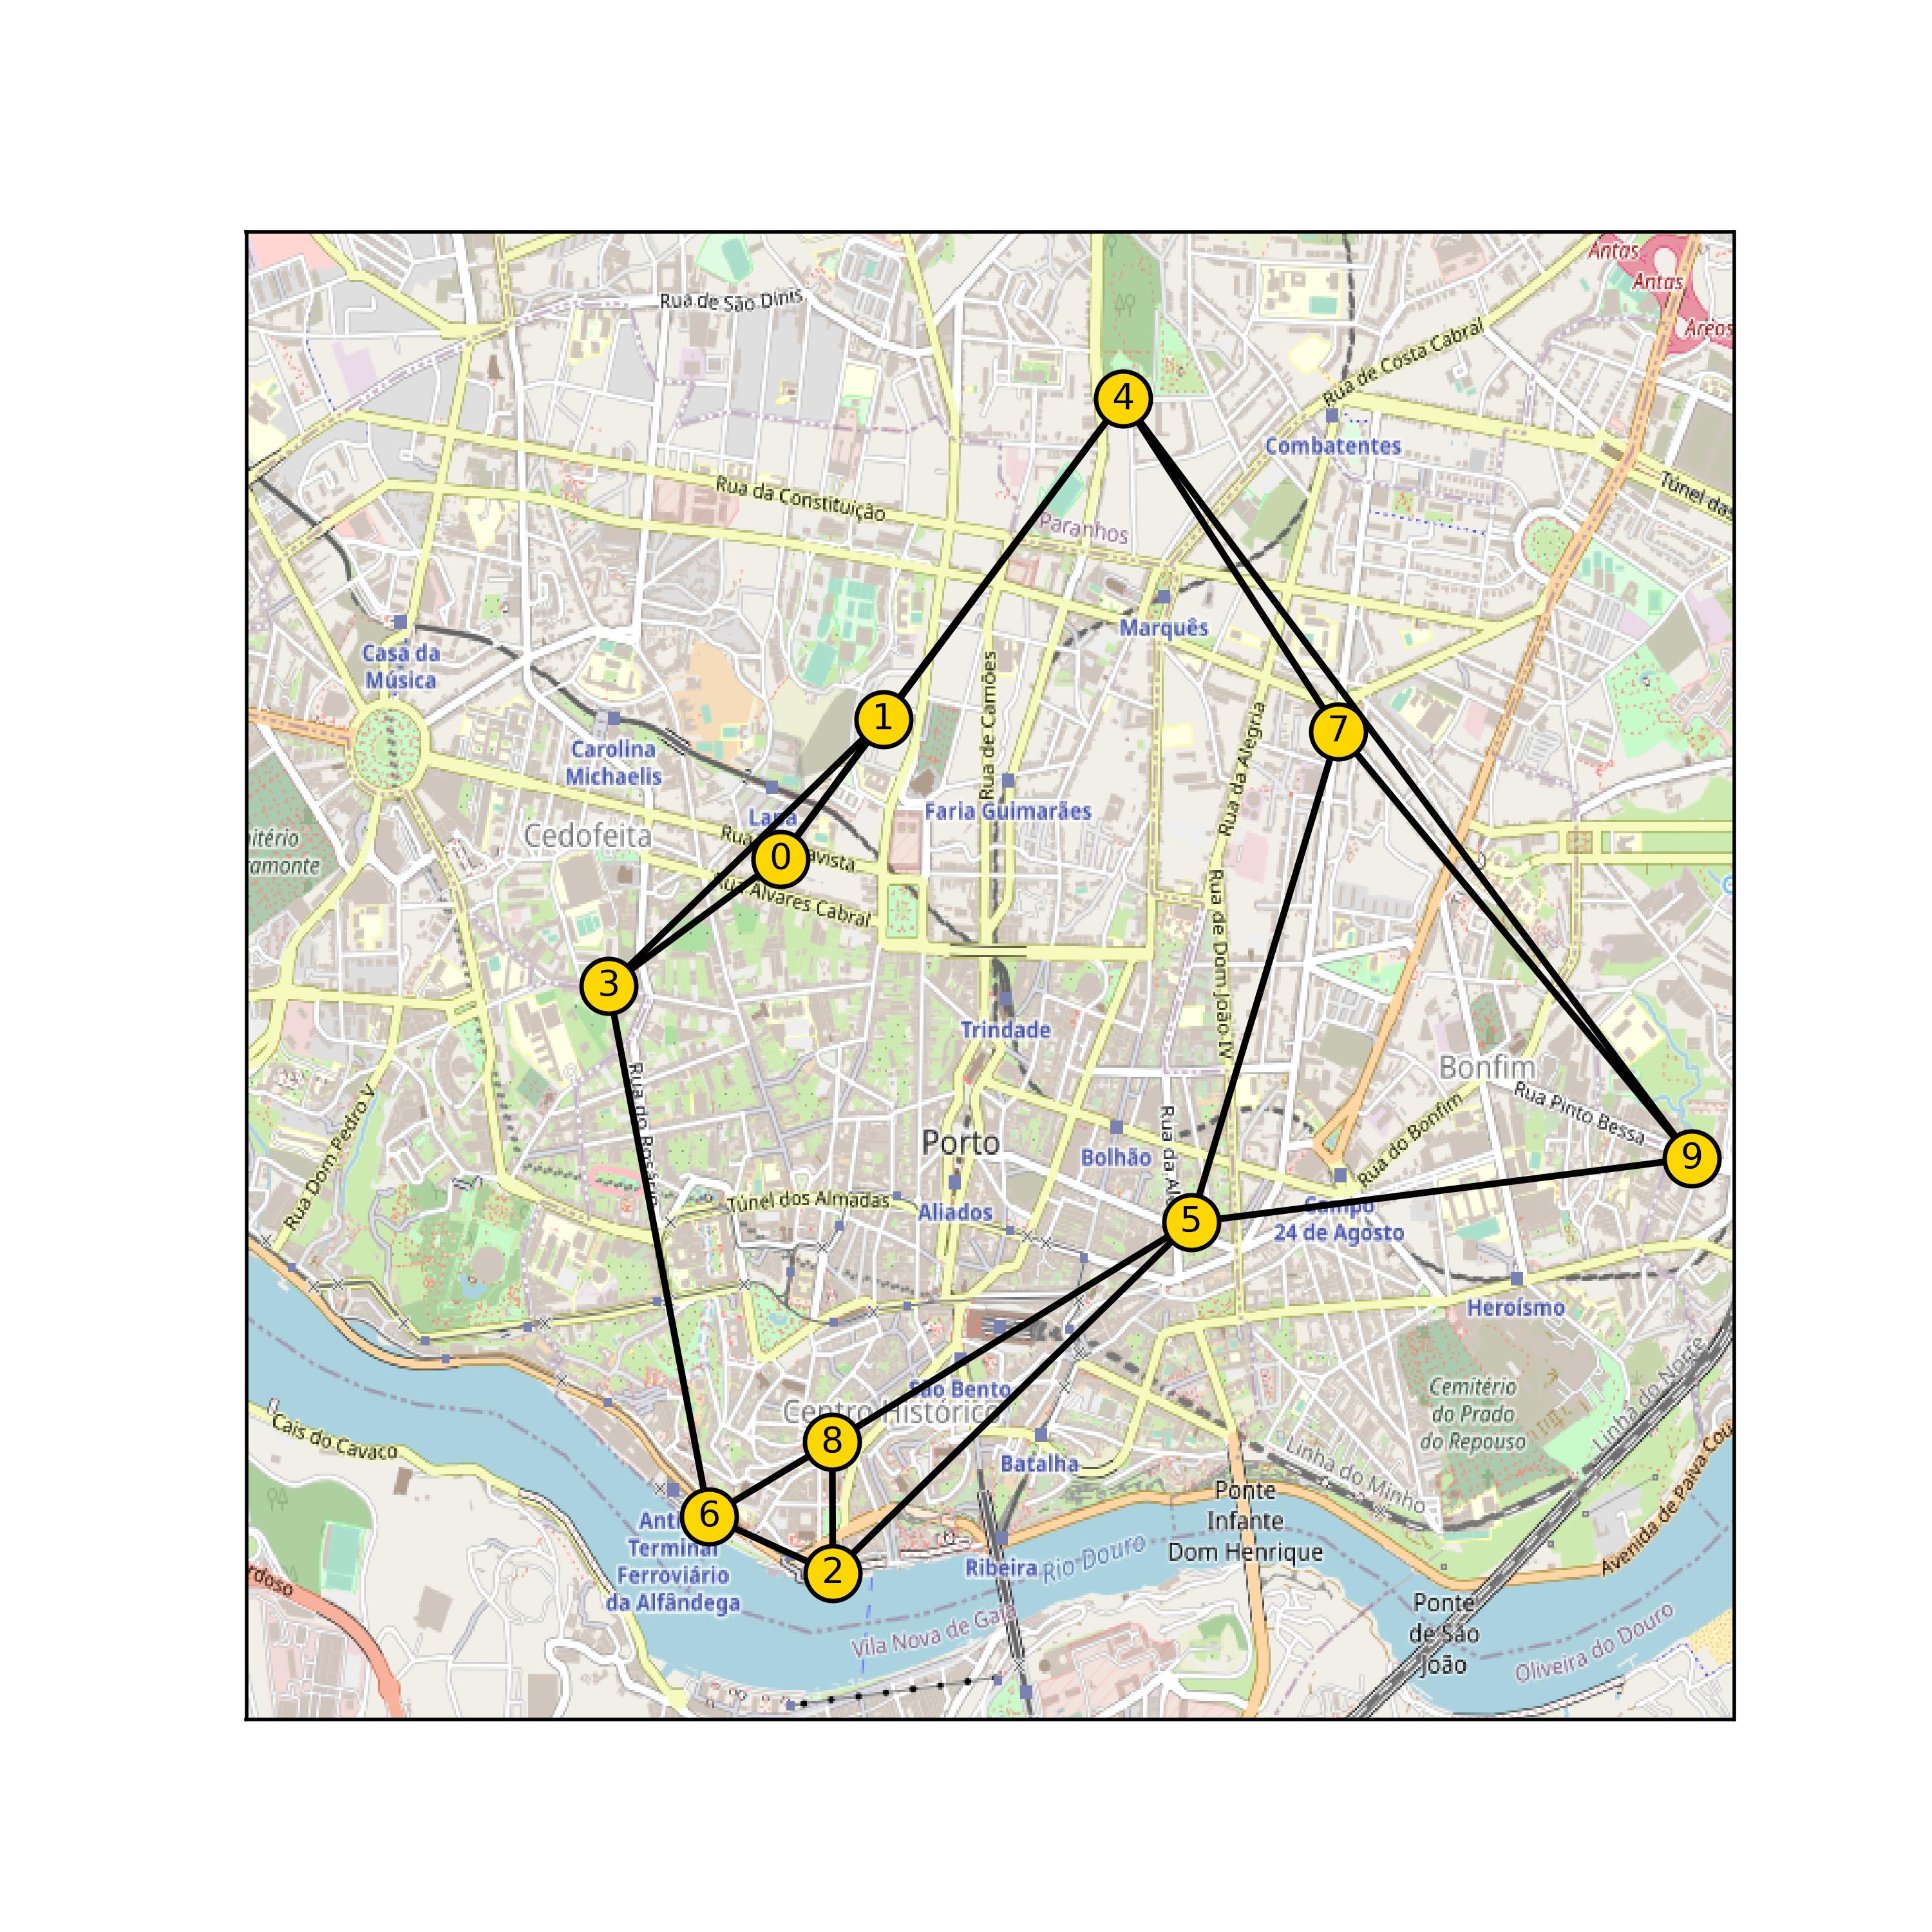 Antas
Antas
Areos
Rua de São Dinis
Rua de Costa Cabral
4
Combatentes
Túnel das
Rua da Constituição
Paranhos
Marquês
Casa da
Música
Rua de Camões
Rua da Alegria
1
7
Carolina
Michaelis
Faria Guimarães
Lapa
Cedofeita
0
avista
Rua Álvares Cabral
itério
amonte
Rua de Dom João IV
3
Trindade
Bonfim
Rua Pinto Bessa
Rua do Bonfim
Rua Dom Pedro V
Rua do Rosário
Porto
Bolhão
Rua da Al
9
Túnel dos Almadas
Aliados
5
Campo
24 de Agosto
Heroísmo
São Bento
Centro Histórico
Cemitério
do Prado
do Repouso
Linha do Norte
Cais do Cavaco
8
Batalha
Linha do Minho
Avenida de Paiva Cou
6
Anti
Terminal
Ferroviário
da Alfândega
2
Ribeira
Rio Douro
Ponte
Infante
Dom Henrique
rdoso
Vila Nova de Gaia
Ponte
de São
João
Oliveira do Douro